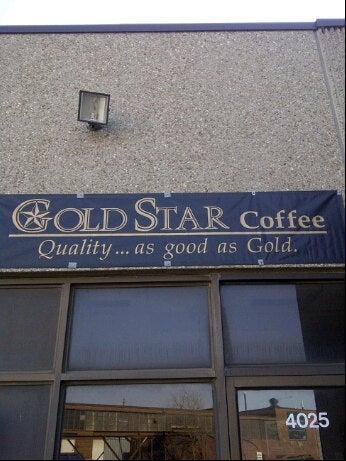 GOLD STAR Coffee
Quality... as good as Gold.
4025